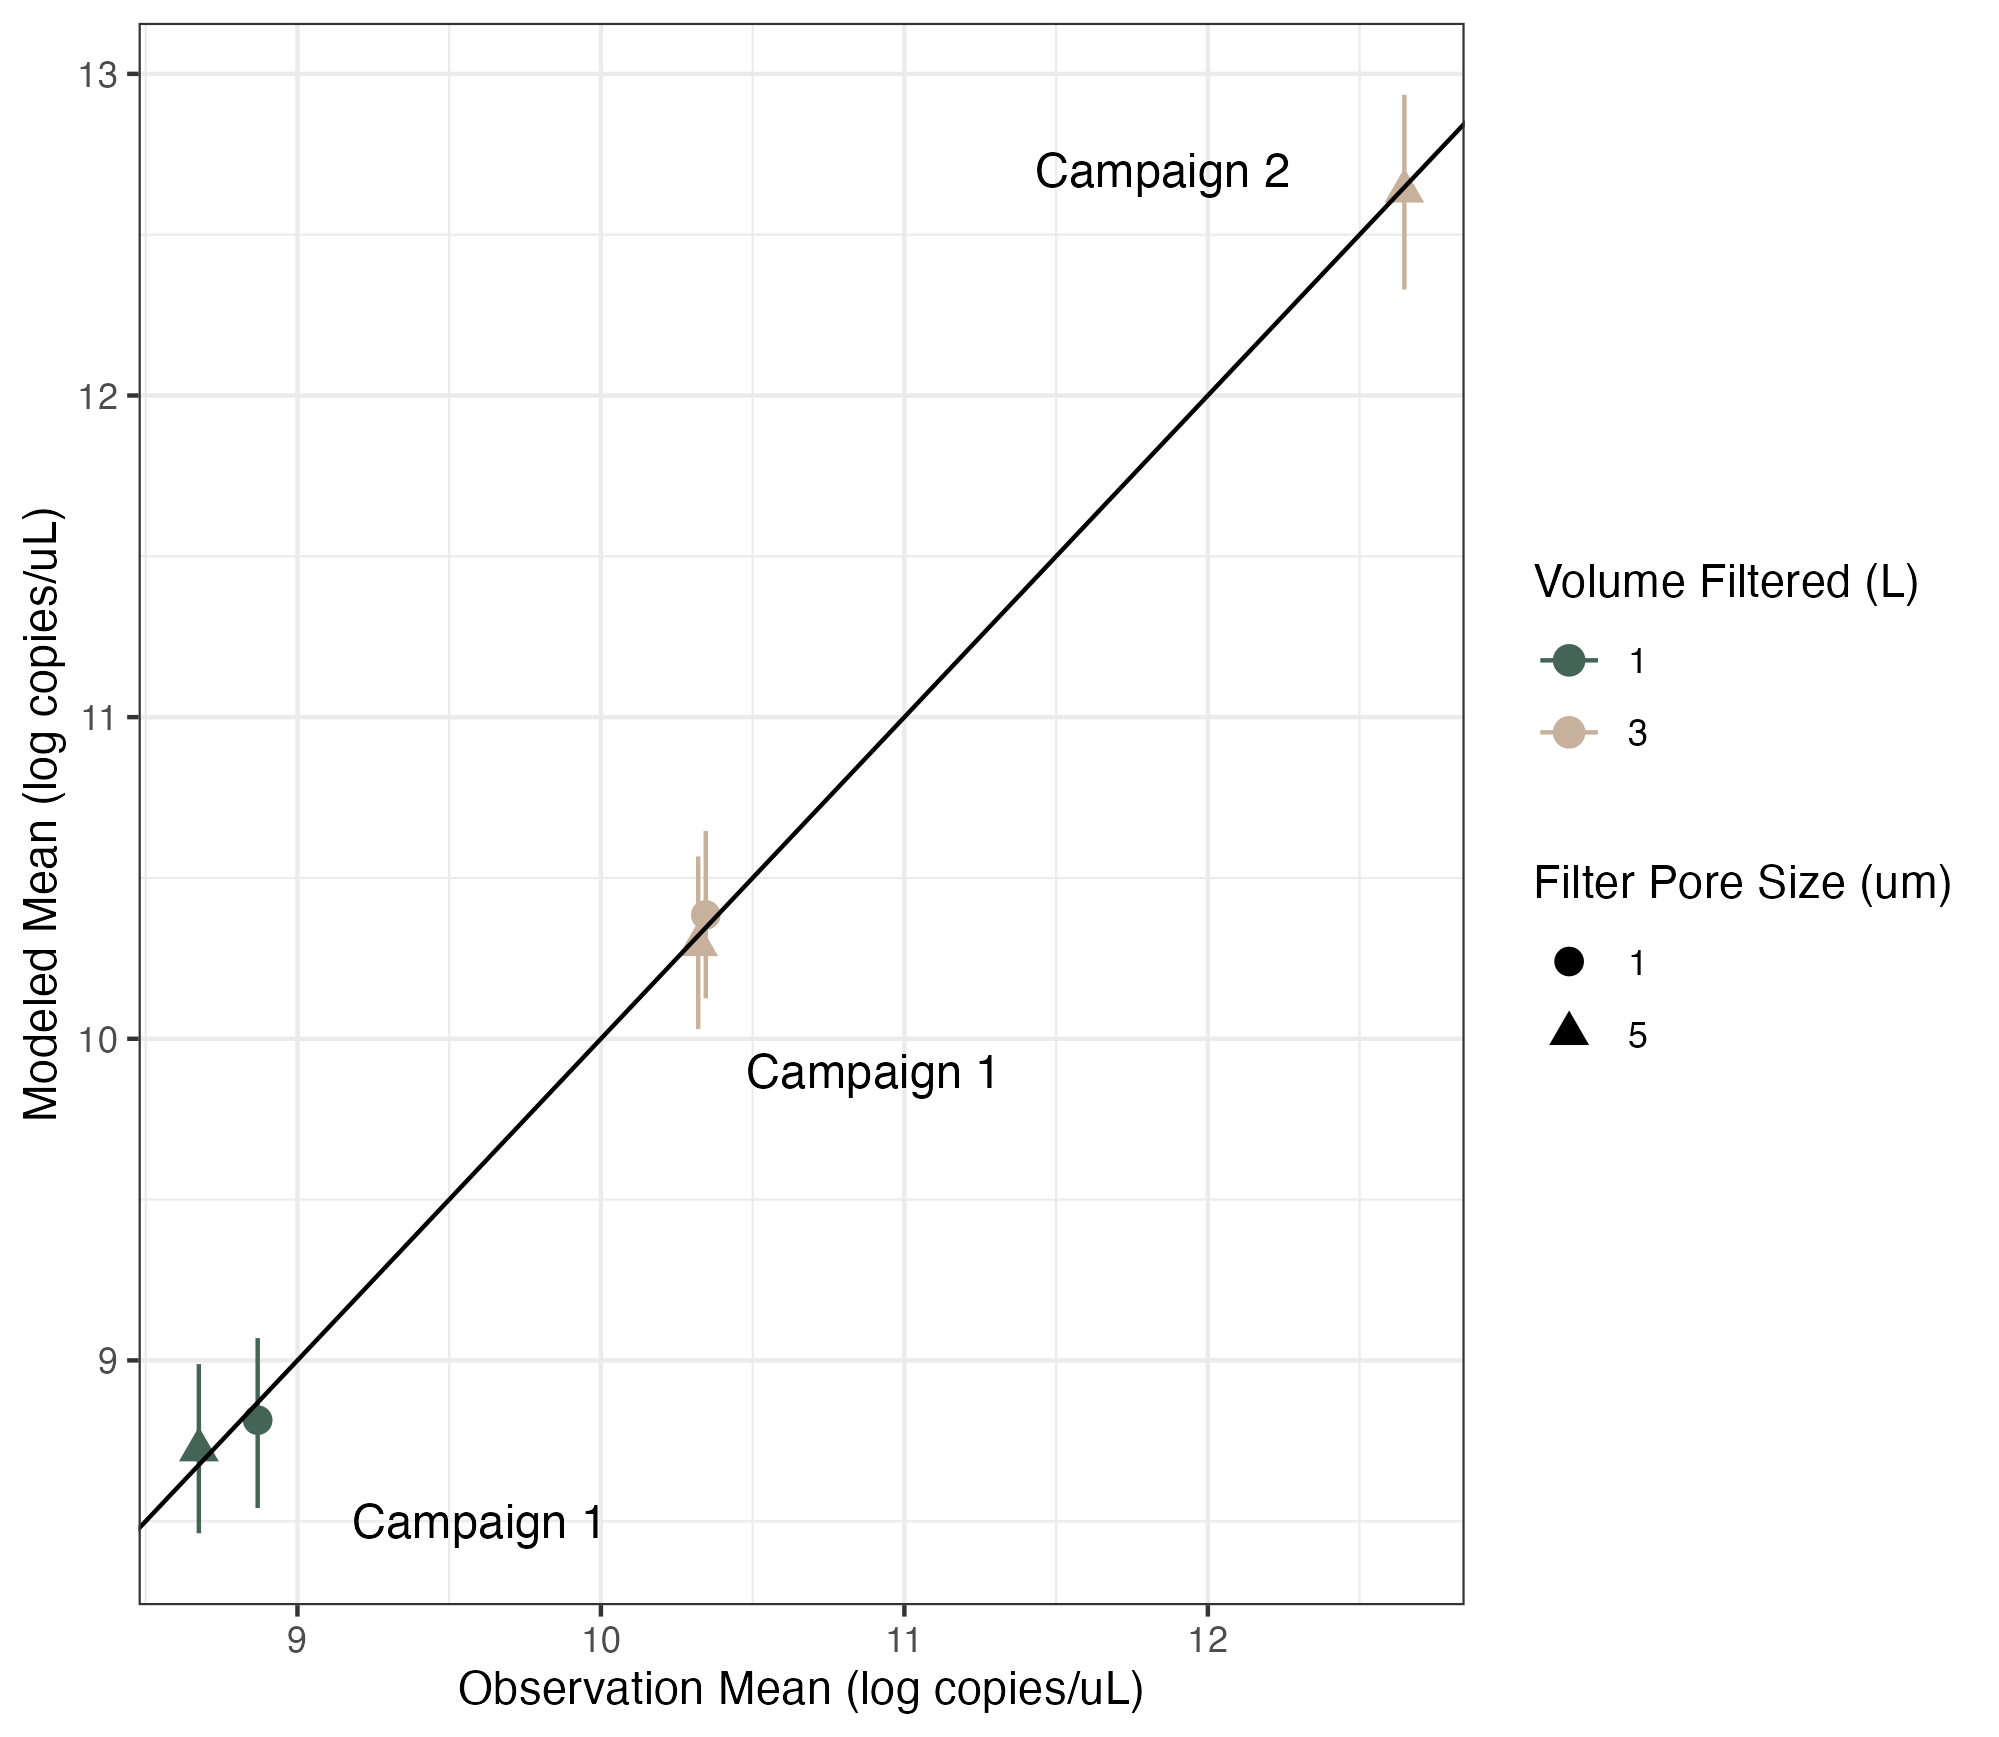 13
12
11
10
9
Modeled Mean (log copies/uL)
Campaign 2
Campaign 1
Campaign 1
9
10
11
12
Observation Mean (log copies/uL)
Volume Filtered (L)
1
3
Filter Pore Size (um)
1
5